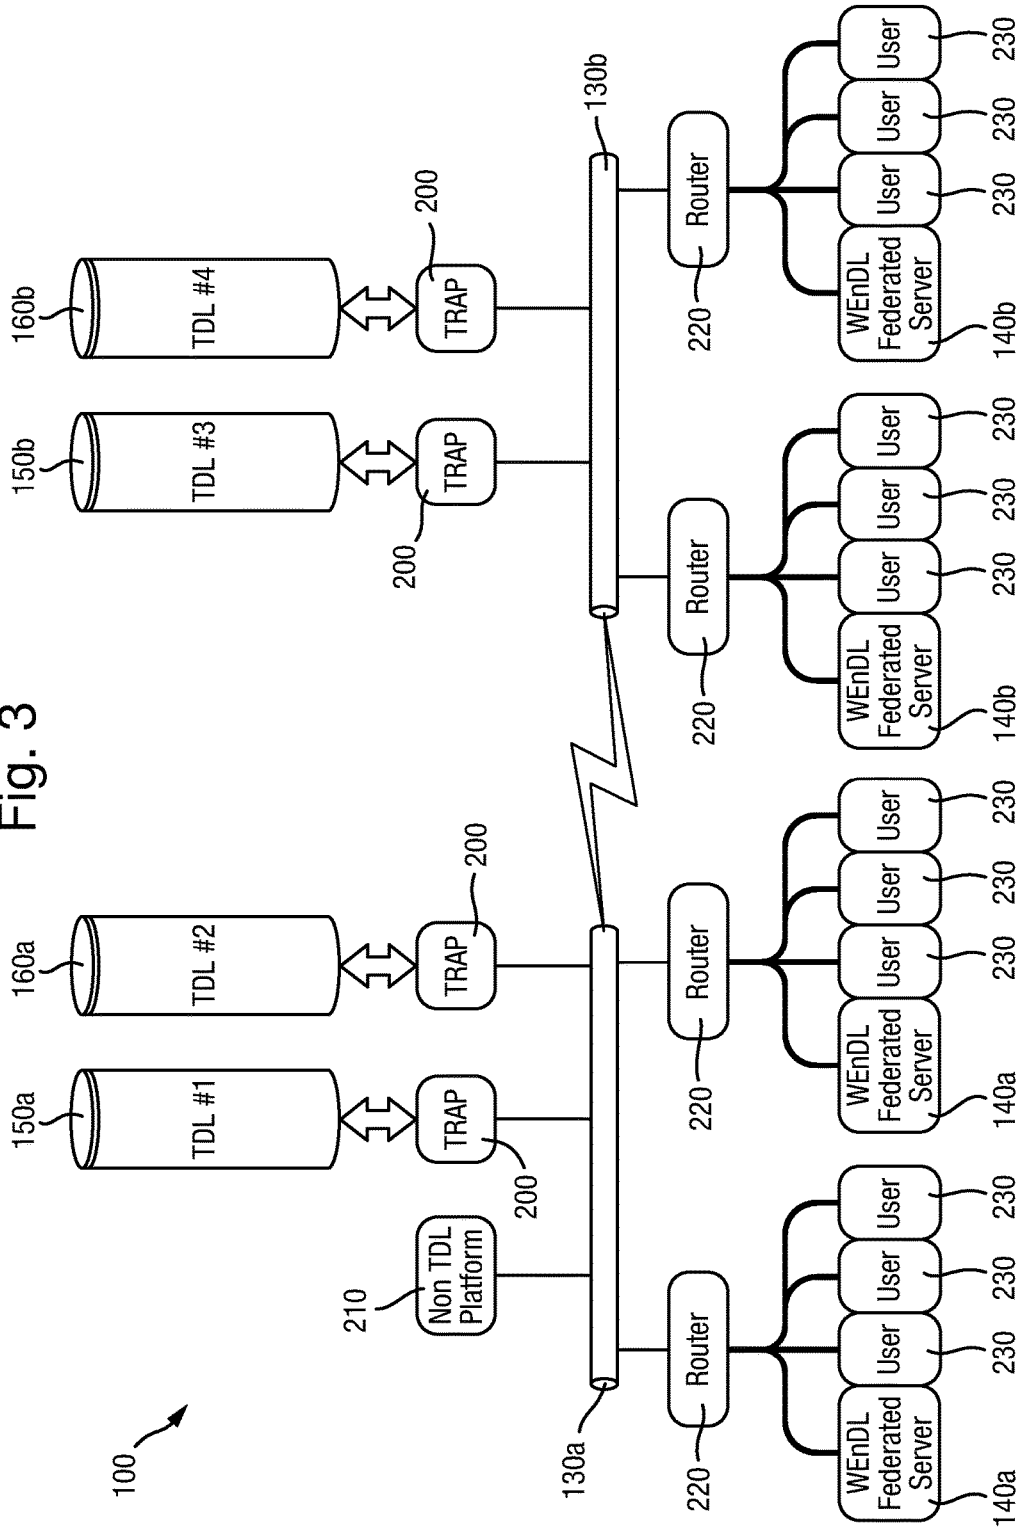 Fig. 3
150a
160a
150b
160b
100
TDL #1
TDL #2
TDL #3
TDL #4
210
200
200
200
200
Non TDL
Platform
TRAP
TRAP
TRAP
TRAP
130a
130b
220
Router
220
Router
220
Router
220
Router
WEnDL
Federated
Server
User
User
User
WEnDL
Federated
Server
User
User
User
WEnDL
Federated
Server
User
User
User
WEnDL
Federated
Server
User
User
User
140a
230
230
230
140a
230
230
230
140b
230
230
230
140b
230
230
230